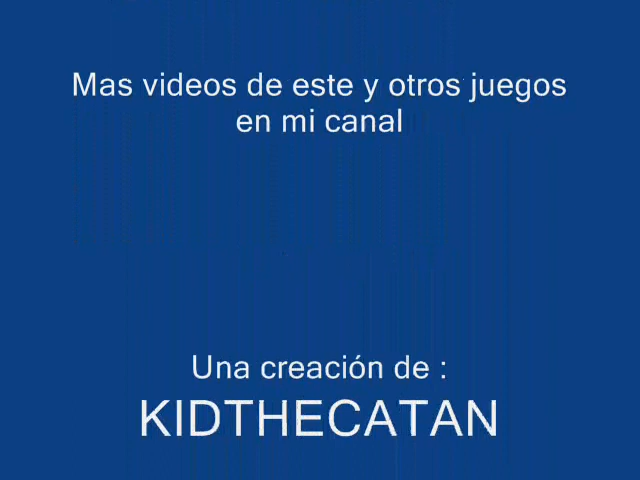 Mas videos de este y otros juegos
en mi canal
Una creación de :
KIDTHECATAN